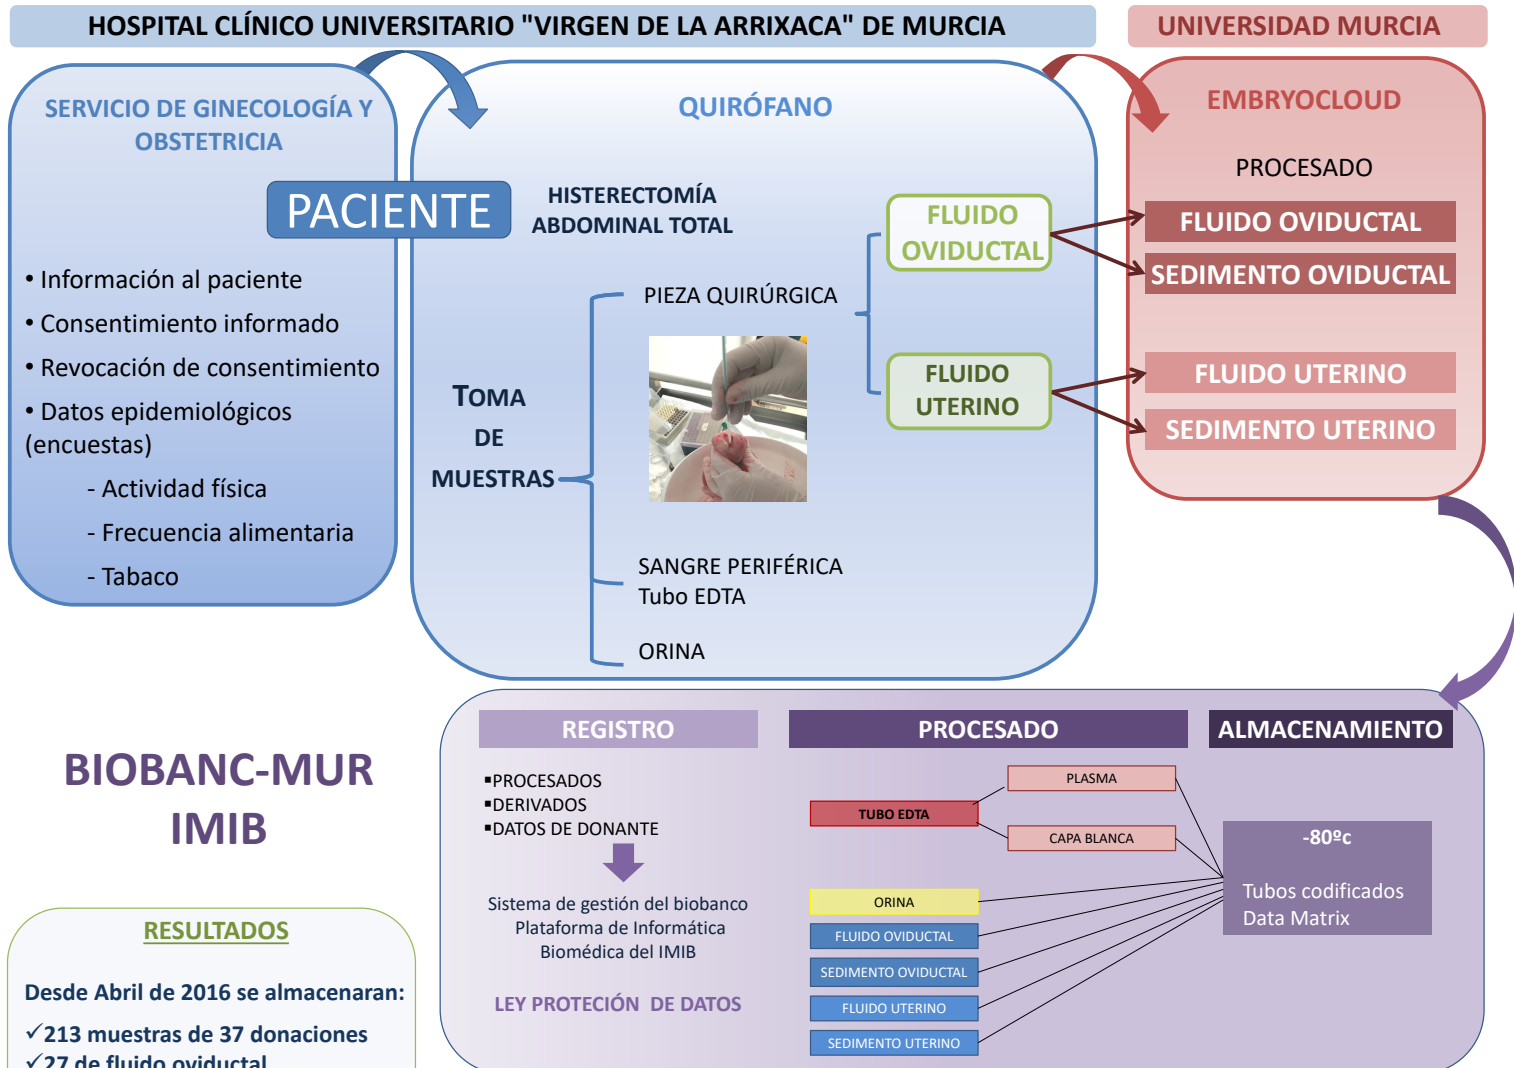 HOSPITAL CLÍNICO UNIVERSITARIO "VIRGEN DE LA ARRIXACA" DE MURCIA
UNIVERSIDAD MURCIA
SERVICIO DE GINECOLOGÍA Y
OBSTETRICIA
PACIENTE
• Información al paciente
• Consentimiento informado
• Revocación de consentimiento
• Datos epidemiológicos
(encuestas)
- Actividad física
- Frecuencia alimentaria
- Tabaco
QUIRÓFANO
HISTERECTOMÍA
ABDOMINAL TOTAL
TOMA
DE
MUESTRAS
PIEZA QUIRÚRGICA
SANGRE PERIFÉRICA
Tubo EDTA
ORINA
FLUIDO
OVIDUCTAL
FLUIDO
UTERINO
EMBRYOCLOUD
PROCESADO
FLUIDO OVIDUCTAL
SEDIMENTO OVIDUCTAL
FLUIDO UTERINO
SEDIMENTO UTERINO
BIOBANC-MUR
IMIB
REGISTRO
▪PROCESADOS
▪DERIVADOS
▪DATOS DE DONANTE
Sistema de gestión del biobanco
Plataforma de Informática
Biomédica del IMIB
LEY PROTECIÓN DE DATOS
PROCESADO
TUBO EDTA
PLASMA
CAPA BLANCA
ORINA
FLUIDO OVIDUCTAL
SEDIMENTO OVIDUCTAL
FLUIDO UTERINO
SEDIMENTO UTERINO
ALMACENAMIENTO
-80ºc
Tubos codificados
Data Matrix
RESULTADOS
Desde Abril de 2016 se almacenaran:
✓213 muestras de 37 donaciones
✓27 de fluido oviductal